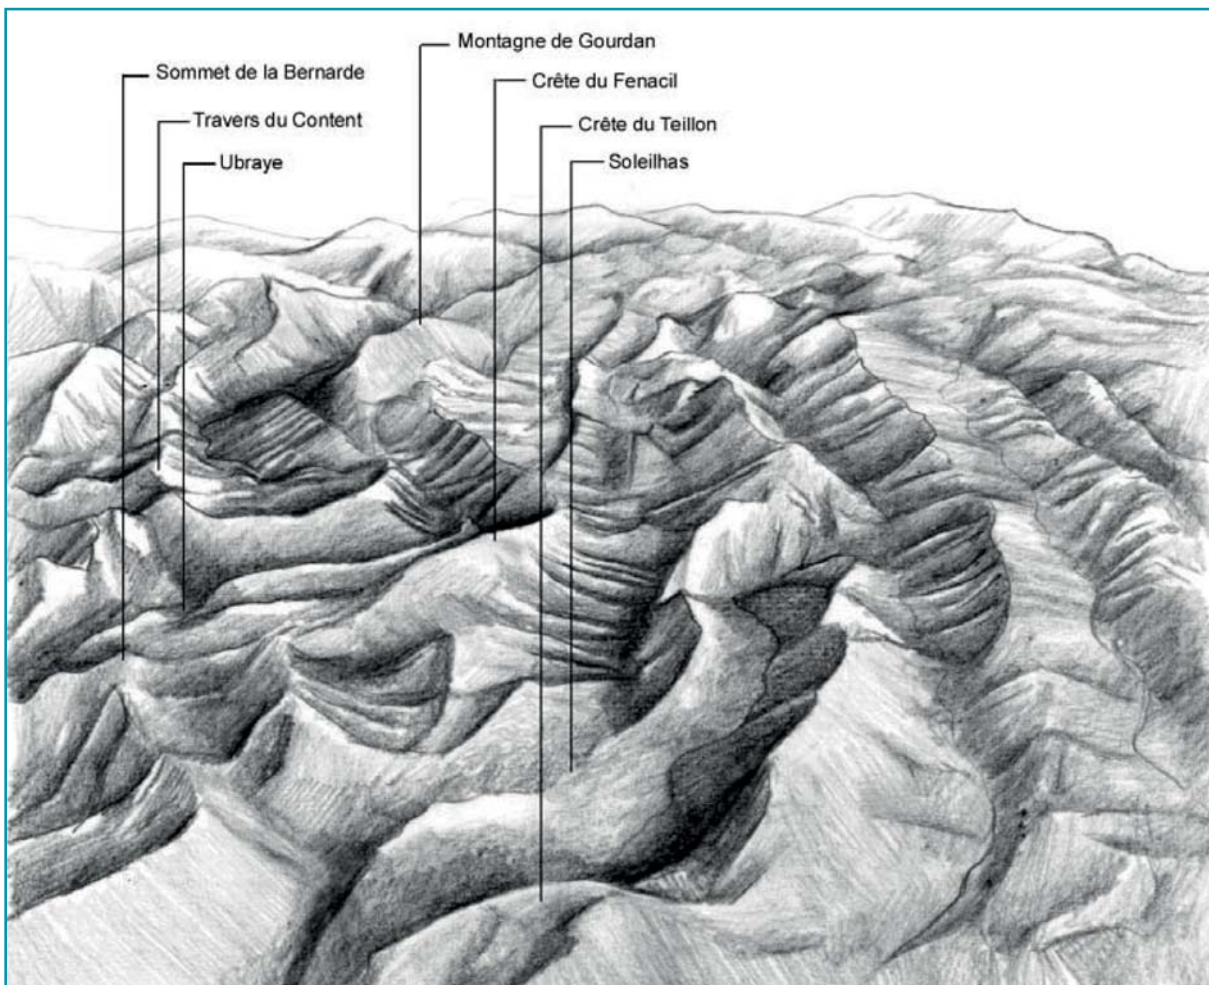 Montagne de Gourdan
Sommet de la Bernarde
Crête du Fenacil
Travers du Content
Crête du Teillon
Ubraye
Soleilhas